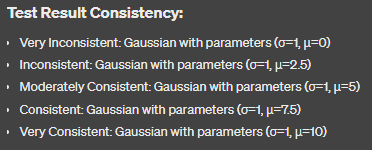 Test Result Consistency:
• Very Inconsistent: Gaussian with parameters (σ=1, μ=0)
• Inconsistent: Gaussian with parameters (σ=1, μ=2.5)
• Moderately Consistent: Gaussian with parameters (σ=1, μ=5)
• Consistent: Gaussian with parameters (σ=1, μ=7.5)
• Very Consistent: Gaussian with parameters (σ=1, μ=10)